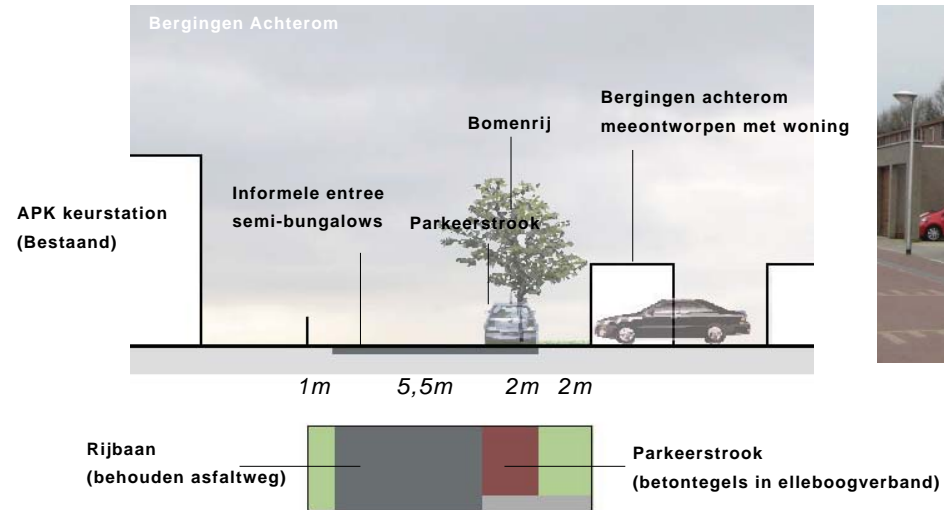 Bergingen Achterom
Bergingen achterom
meeontworpen met woning
Bomenrij
Informele entree
semi-bungalows
Parkeerstrook
APK keurstation
(Bestaand)
1m 5,5m 2m 2m
Rijbaan
(behouden asfaltweg)
Parkeerstrook
(betontegels in elleboogverband)